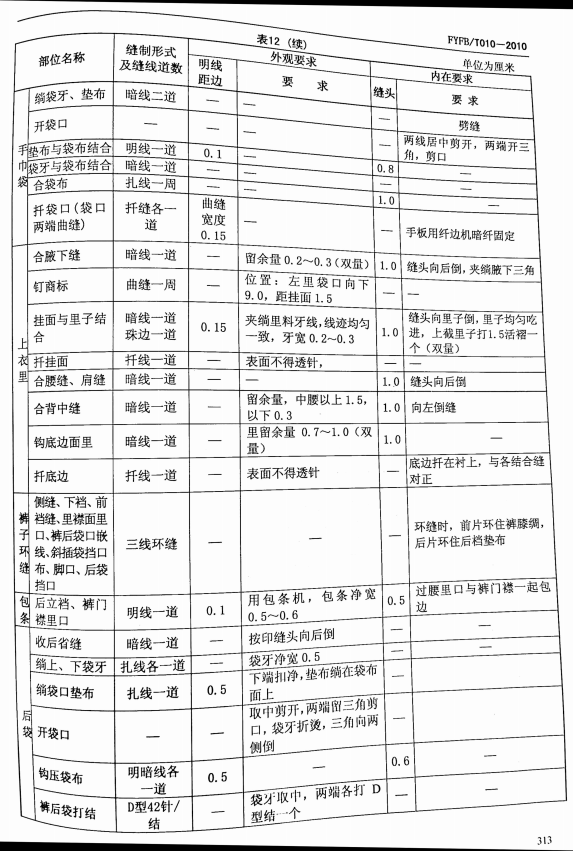 表12（续）
FYFB/T010—2010
单位为厘米
部位名称 缝制形式及缝线道数 外观要求 内在要求
明线距边 要 求 缝头 要 求
手巾袋
绱袋牙、垫布 暗线二道 — — —
开袋口 — — — — 劈缝
垫布与袋布结合 明线一道 0.1 — — 两线居中剪开，两端开三角，剪口
袋牙与袋布结合 暗线一道 — — 0.8 —
合袋布 扎线一周 — — 1.0 —
扦袋口（袋口两端曲缝） 扦缝各一道 曲缝宽度0.15 — — 手板用纤边机暗纤固定
上衣里
合腋下缝 暗线一道 — 留余量0.2～0.3（双量） 1.0 缝头向后倒，夹绱腋下三角
钉商标 曲缝一周 — 位置：左里袋口向下9.0，距挂面1.5 — —
挂面与里子结合 暗线一道 珠边一道 0.15 夹绱里料牙线，线迹均匀一致，牙宽0.2～0.3 1.0 缝头向里子倒，里子均匀吃进，上截里子打1.5活褶一个（双量）
扦挂面 扦线一道 — 表面不得透针， — —
合腰缝、肩缝 暗线一道 — — 1.0 缝头向后倒
合背中缝 暗线一道 — 留余量，中腰以上1.5，以下0.3 1.0 向左倒缝
钩底边面里 暗线一道 — 里留余量 0.7～1.0（双量） 1.0 —
扦底边 扦线一道 — 表面不得透针 — 底边扦在衬上，与各结合缝对正
裤子环缝
侧缝、下裆、前裆缝、里襟面里口、裤后袋口嵌线、斜插袋挡口布、脚口、后袋挡口 三线环缝 — — — 环缝时，前片环住裤膝绸，后片环住后裆垫布
包条
后立裆、裤门襟里口 明线一道 0.1 用包条机，包条净宽0.5～0.6 0.5 过腰里口与裤门襟一起包边
后袋
收后省缝 暗线一道 — 按印缝头向后倒 — —
绱上、下袋牙 扎线各一道 — 袋牙净宽0.5 — —
绱袋口垫布 扎线一道 0.5 下端扣净，垫布绱在袋布面上
开袋口 — — 取中剪开，两端留三角剪口，袋牙折烫，三角向两侧倒 —
钩压袋布 明暗线各一道 0.5 — 0.6 —
裤后袋打结 D型42针/结 — 袋牙取中，两端各打D型结一个 — —
313